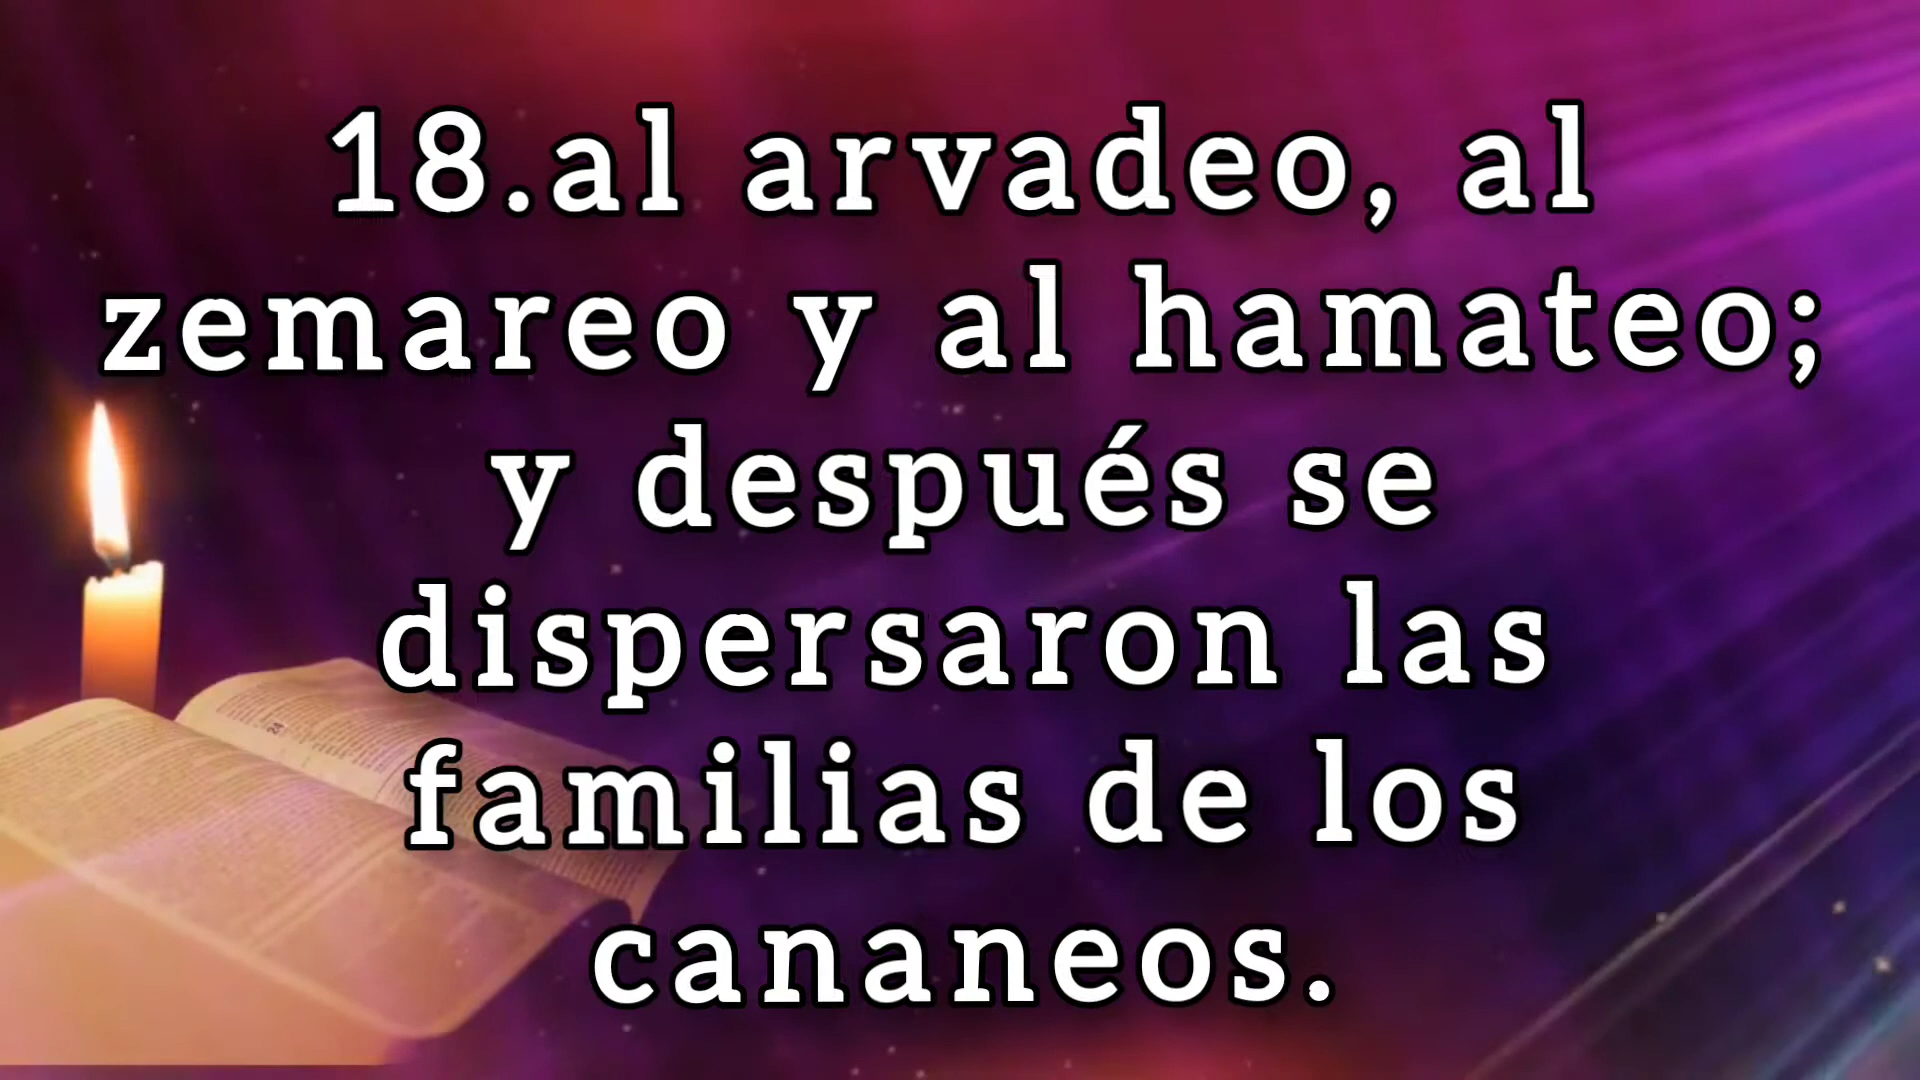 18.al arvadeo, al
zemareo y al hamateo;
y después se
dispersaron las
familias de los
cananeos.